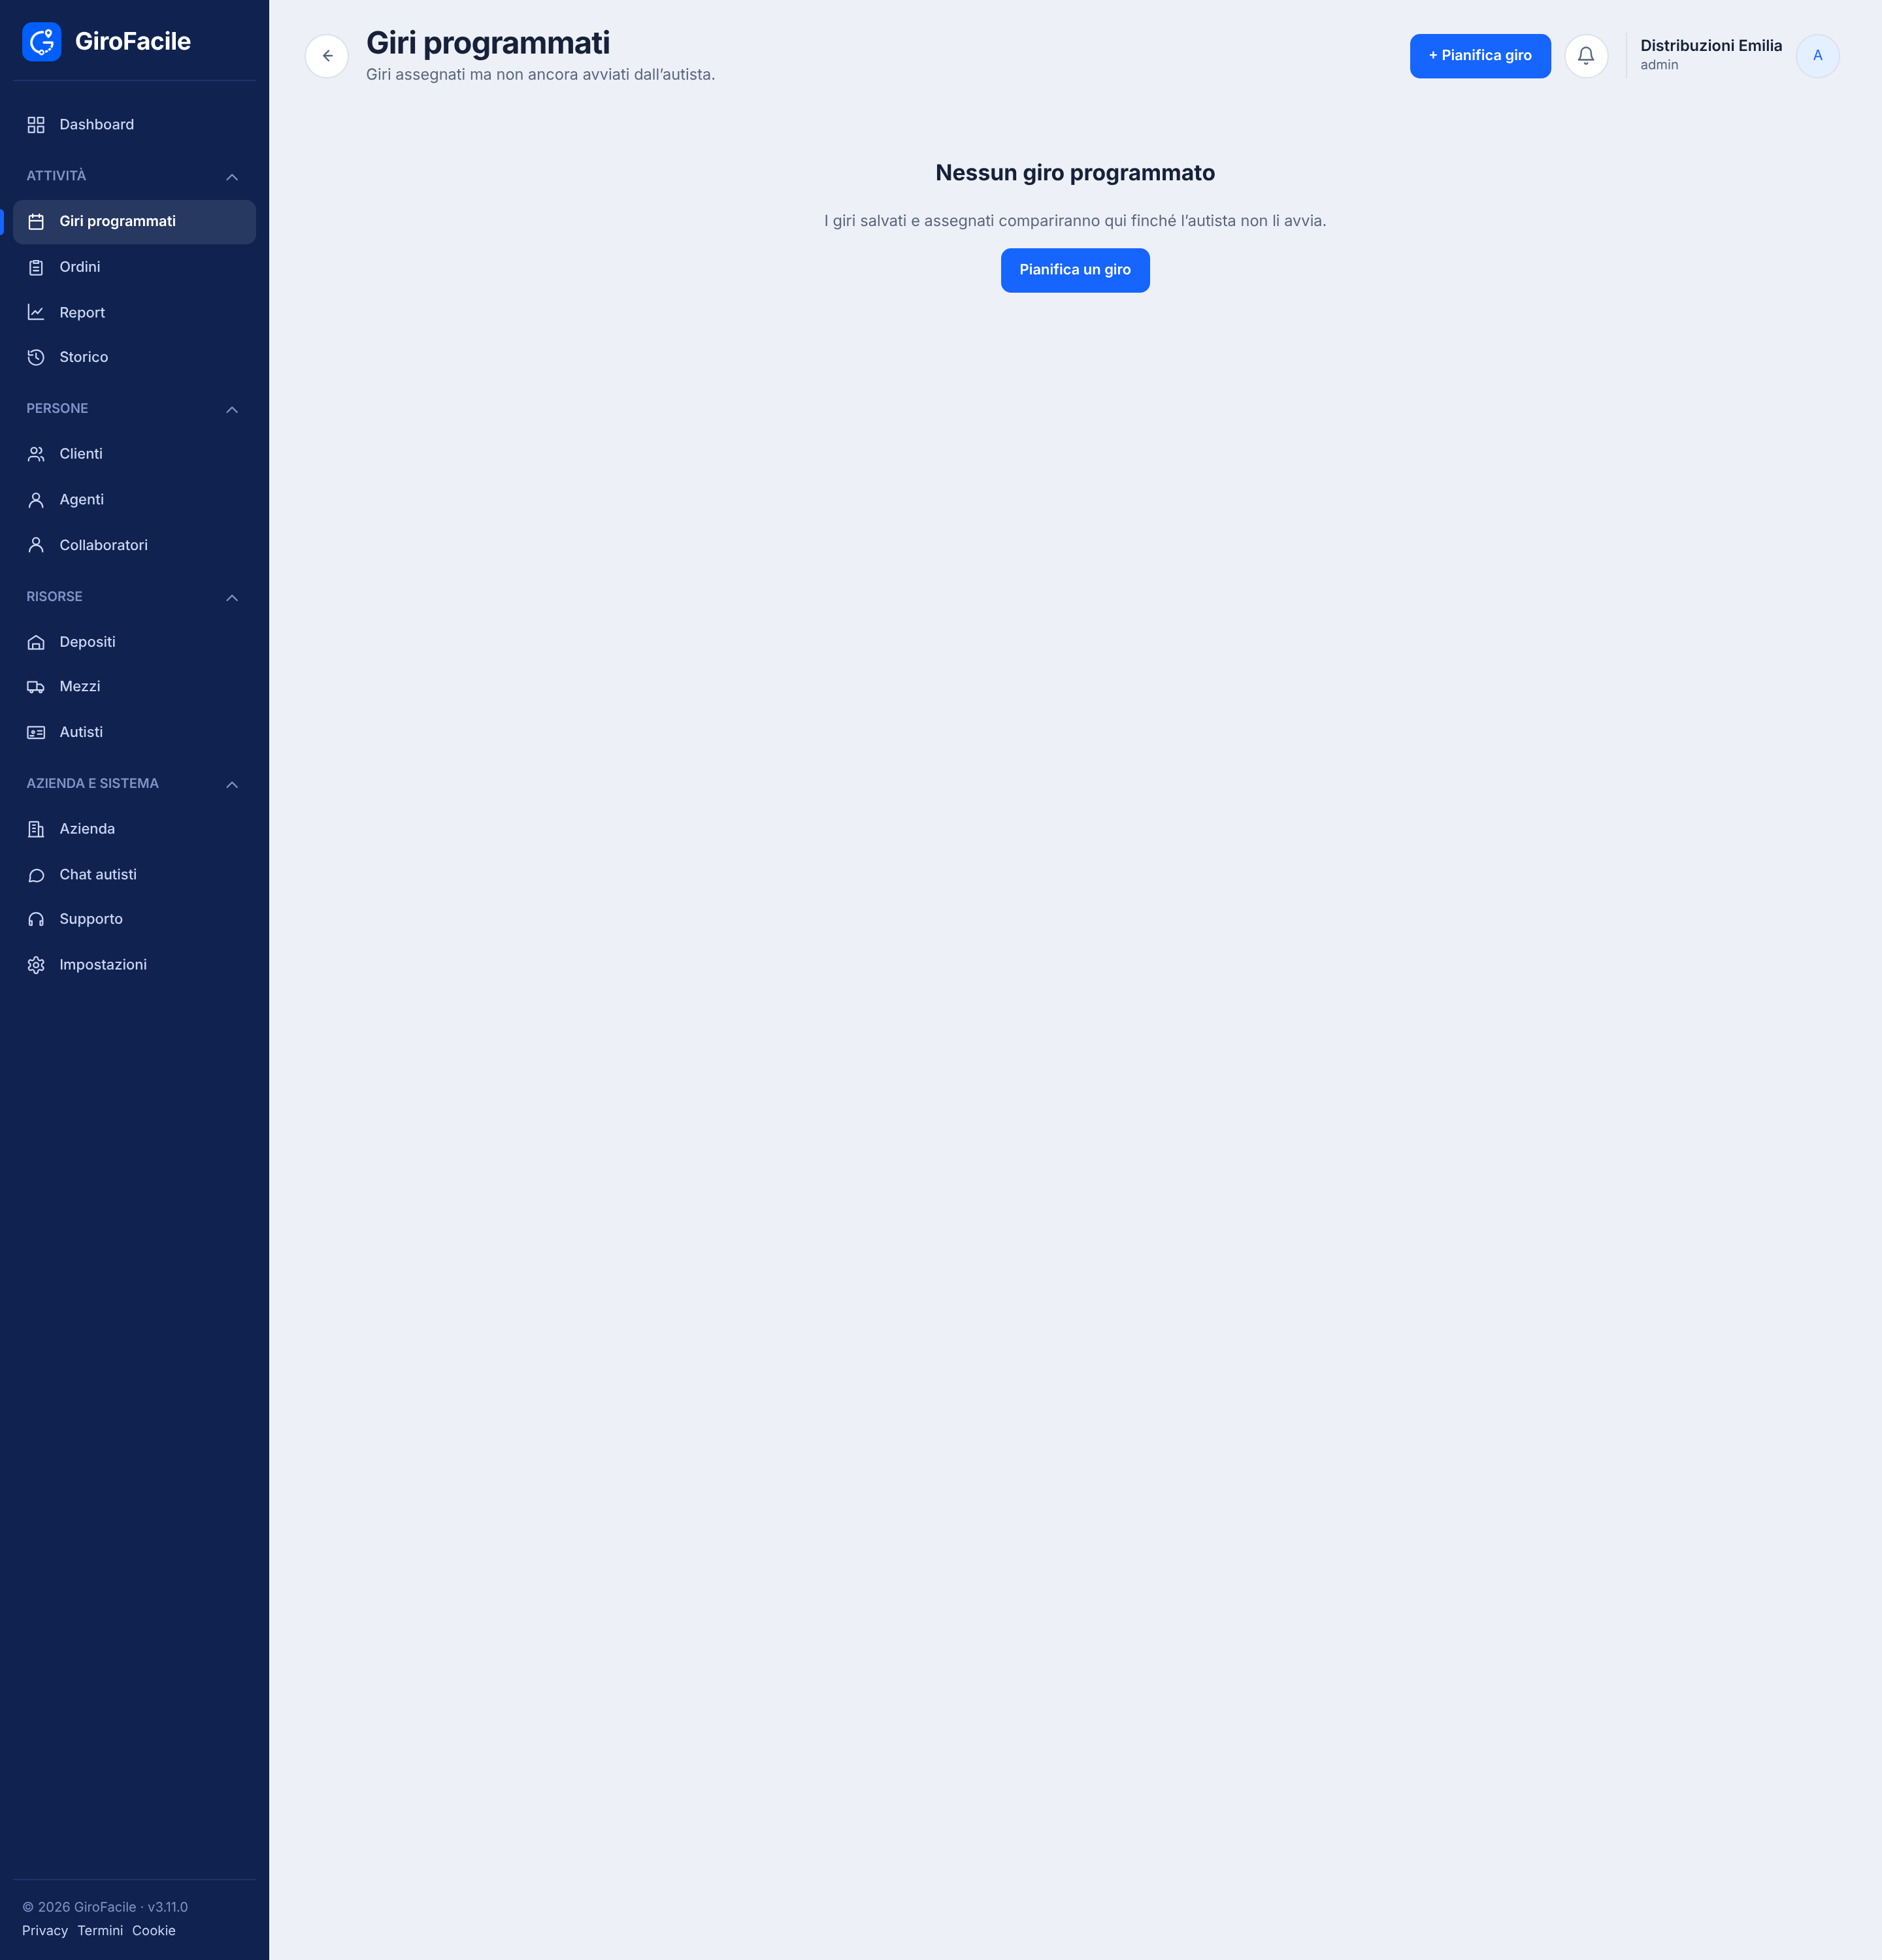 GiroFacile
Dashboard
ATTIVITÀ
Giri programmati
Ordini
Report
Storico
PERSONE
Clienti
Agenti
Collaboratori
RISORSE
Depositi
Mezzi
Autisti
AZIENDA E SISTEMA
Azienda
Chat autisti
Supporto
Impostazioni
© 2026 GiroFacile · v3.11.0
Privacy Termini Cookie
Giri programmati
Giri assegnati ma non ancora avviati dall’autista.
+ Pianifica giro
Distribuzioni Emilia
admin
A
Nessun giro programmato
I giri salvati e assegnati compariranno qui finché l’autista non li avvia.
Pianifica un giro